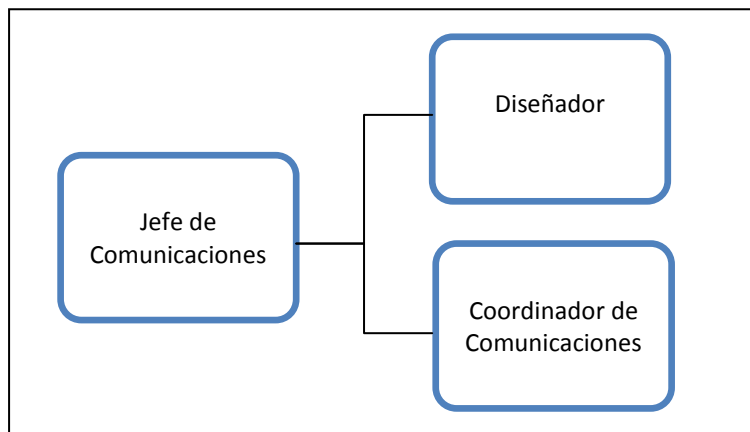 Diseñador
Jefe de
Comunicaciones
Coordinador de
Comunicaciones